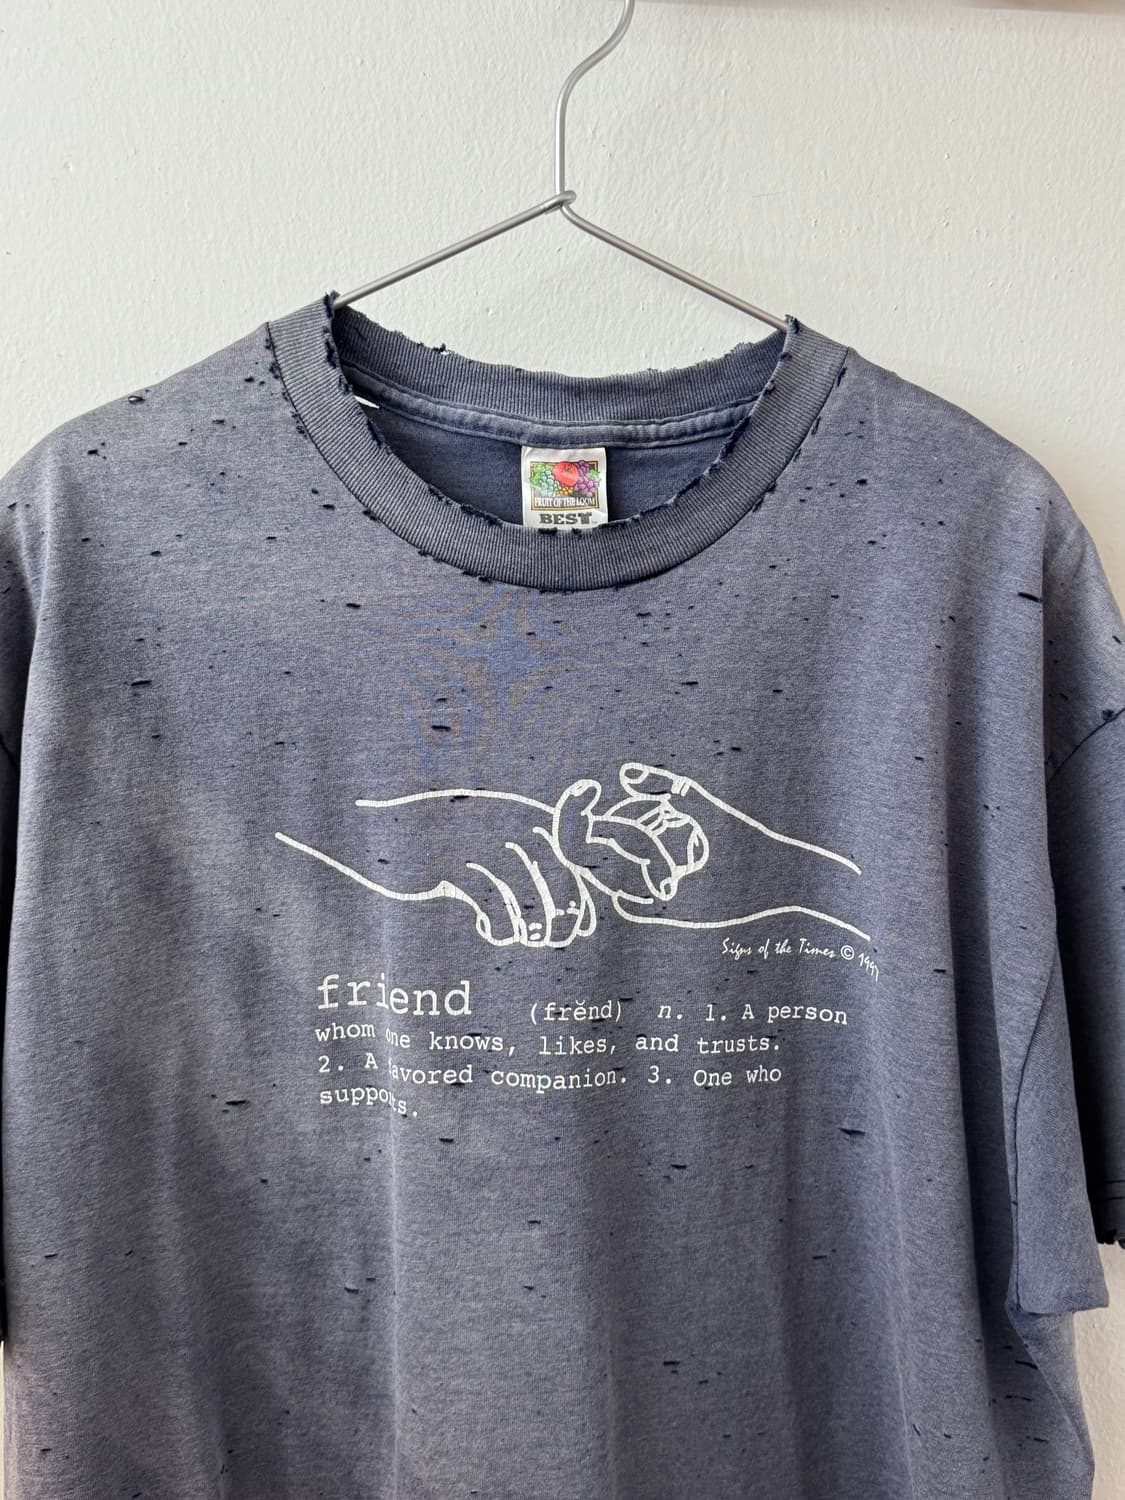 FRUIT OF THE LOOM
BEST
Signs of the Times © 1991
friend (frĕnd) n. 1. A person
whom one knows, likes, and trusts.
2. A favored companion. 3. One who
supports.